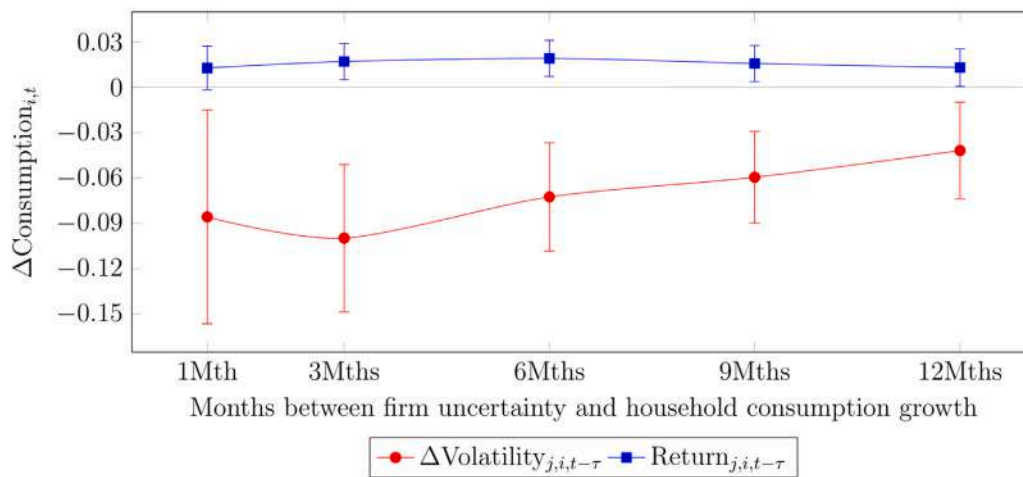 0.03
0
−0.03
−0.06
−0.09
−0.12
−0.15
ΔConsumption_{i,t}
1Mth 3Mths 6Mths 9Mths 12Mths
Months between firm uncertainty and household consumption growth
ΔVolatility_{j,i,t−τ} Return_{j,i,t−τ}